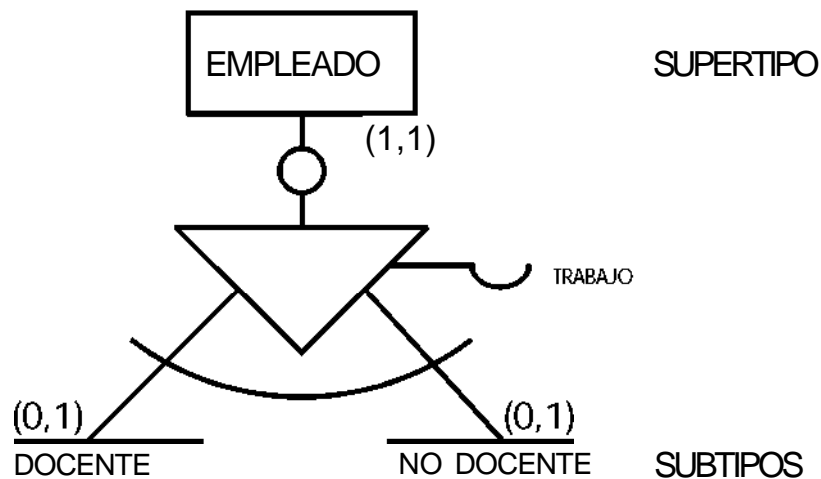 EMPLEADO SUPERTIPO
(1,1)
TRABAJO
(0,1) (0,1)
DOCENTE NO DOCENTE SUBTIPOS